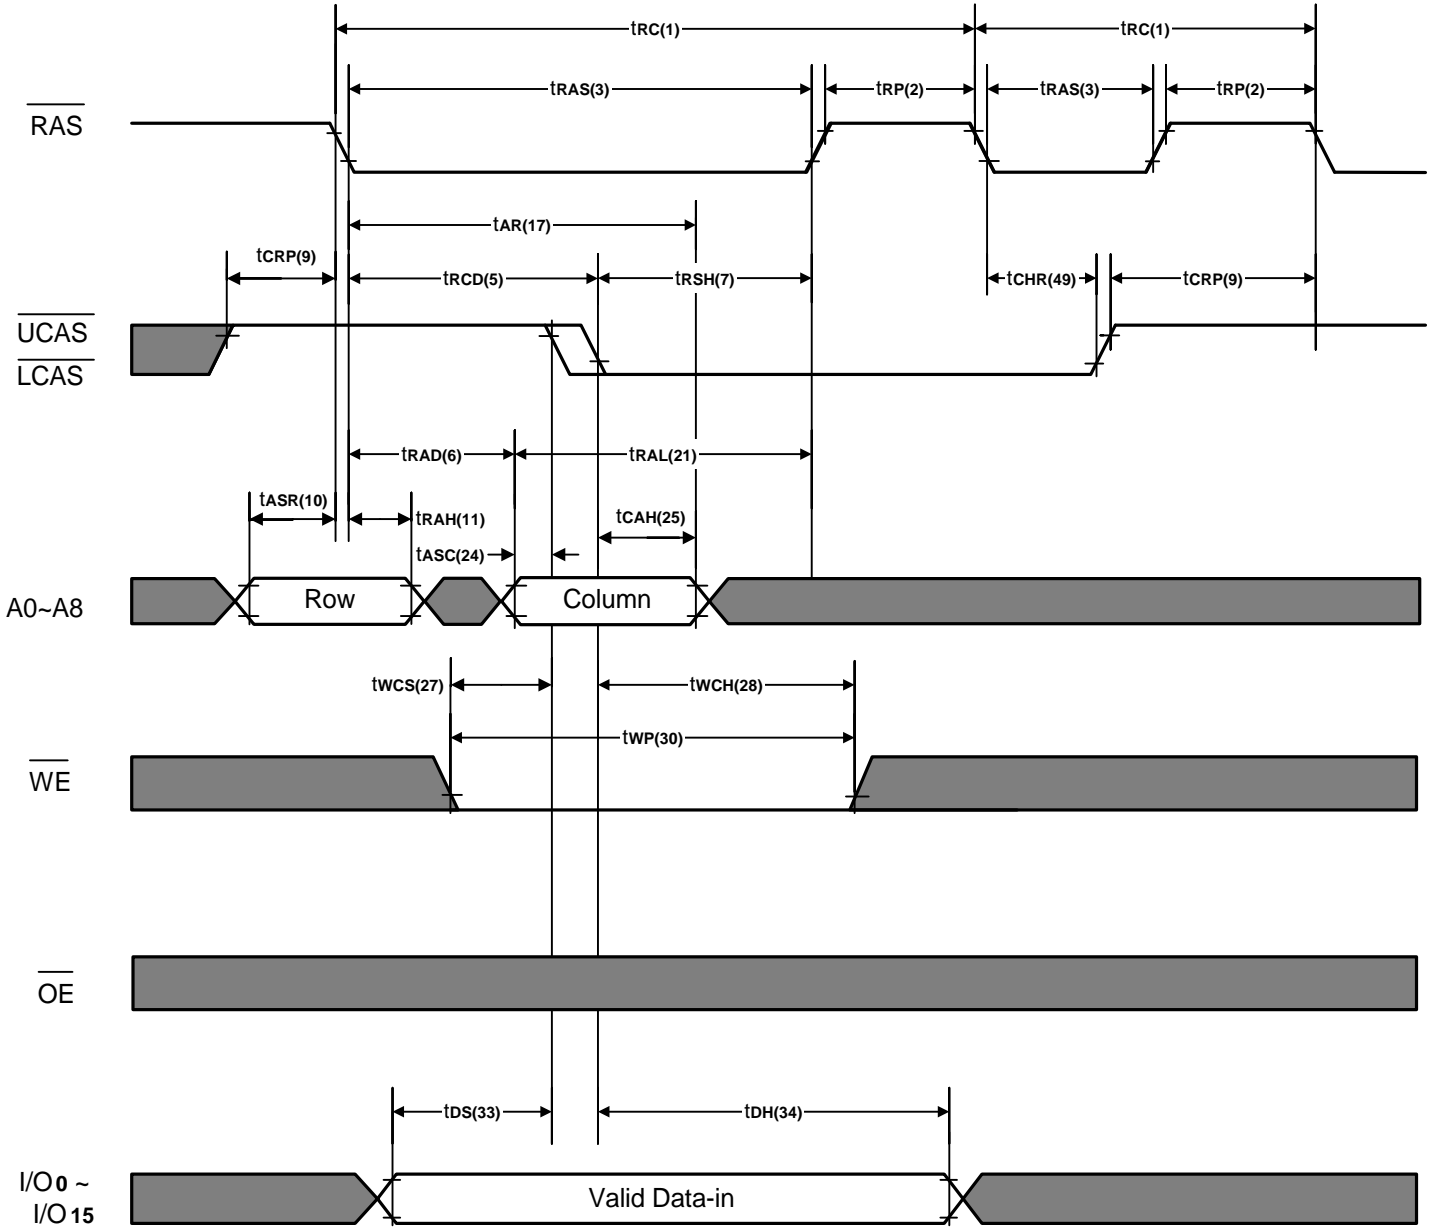 tRC(1) tRC(1)
tRAS(3) tRP(2) tRAS(3) tRP(2)
RAS
tAR(17)
tCRP(9) tRCD(5) tRSH(7) tCHR(49) tCRP(9)
UCAS
LCAS
tRAD(6) tRAL(21)
tASR(10) tRAH(11) tCAH(25)
tASC(24)
A0~A8 Row Column
tWCS(27) tWCH(28)
tWP(30)
WE
OE
tDS(33) tDH(34)
I/O0 ~
I/O15
Valid Data-in